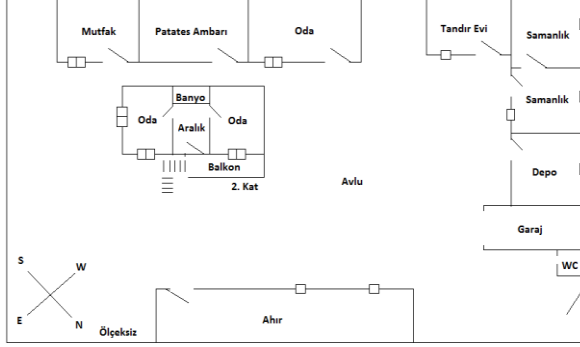 Mutfak
Patates Ambarı
Oda
Tandır Evi
Samanlık
Banyo
Samanlık
Oda
Aralık
Oda
Balkon
Depo
2. Kat
Avlu
Garaj
S
W
WC
E
N
Ölçeksiz
Ahır